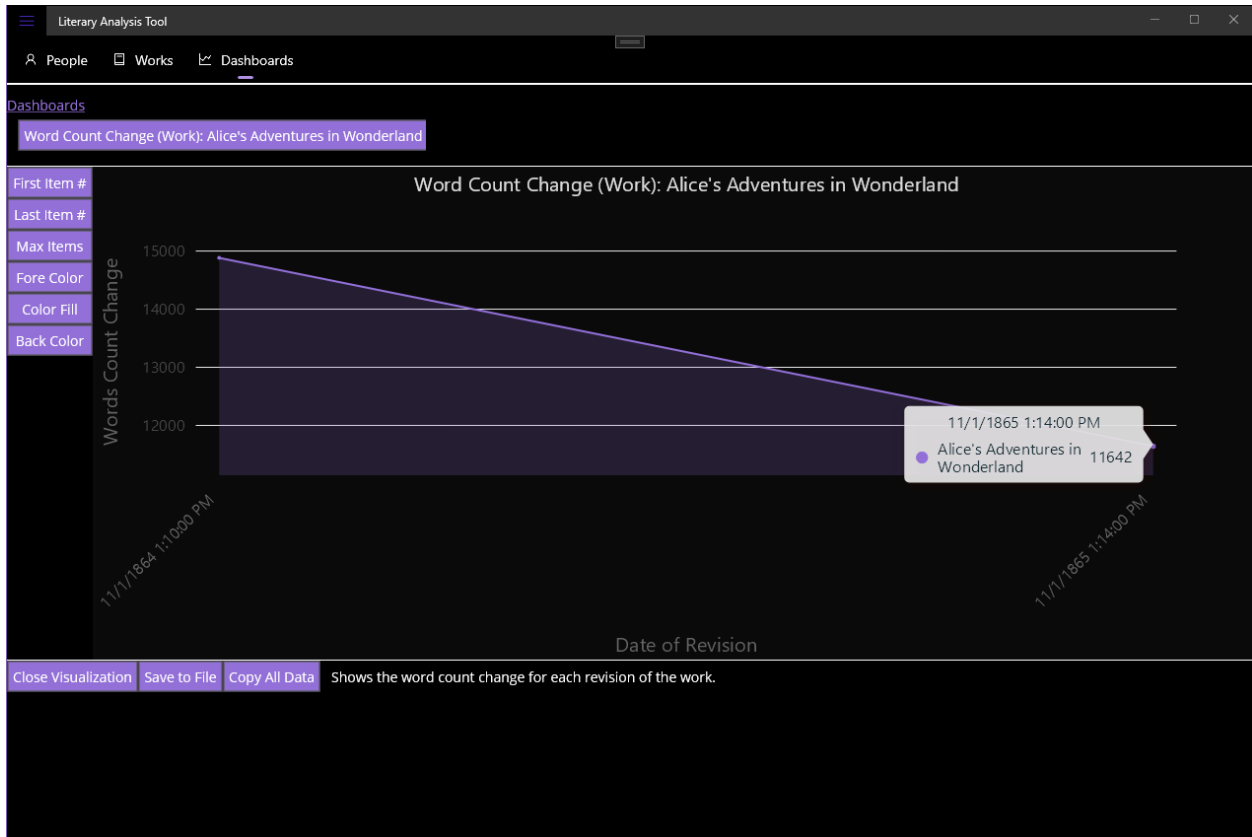 Literary Analysis Tool
People Works Dashboards
Dashboards
Word Count Change (Work): Alice's Adventures in Wonderland
First Item #
Last Item #
Max Items
Fore Color
Color Fill
Back Color
Word Count Change (Work): Alice's Adventures in Wonderland
Words Count Change
15000
14000
13000
12000
11/1/1865 1:14:00 PM
Alice's Adventures in
Wonderland
11642
11/1/1864 1:10:00 PM
11/1/1865 1:14:00 PM
Date of Revision
Close Visualization Save to File Copy All Data Shows the word count change for each revision of the work.